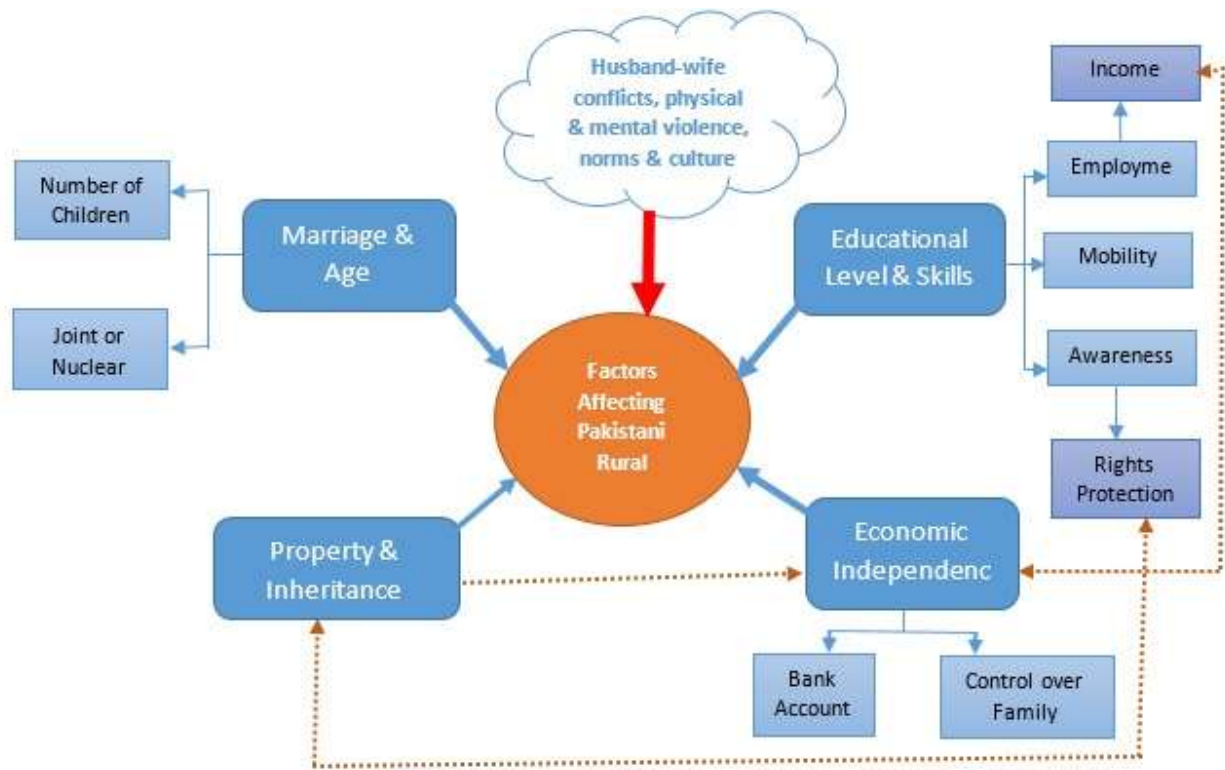 Husband-wife
conflicts, physical
& mental violence,
norms & culture
Income
Employme
Mobility
Awareness
Rights
Protection
Number of
Children
Marriage &
Age
Joint or
Nuclear
Educational
Level & Skills
Factors
Affecting
Pakistani
Rural
Property &
Inheritance
Economic
Independenc
Bank
Account
Control over
Family